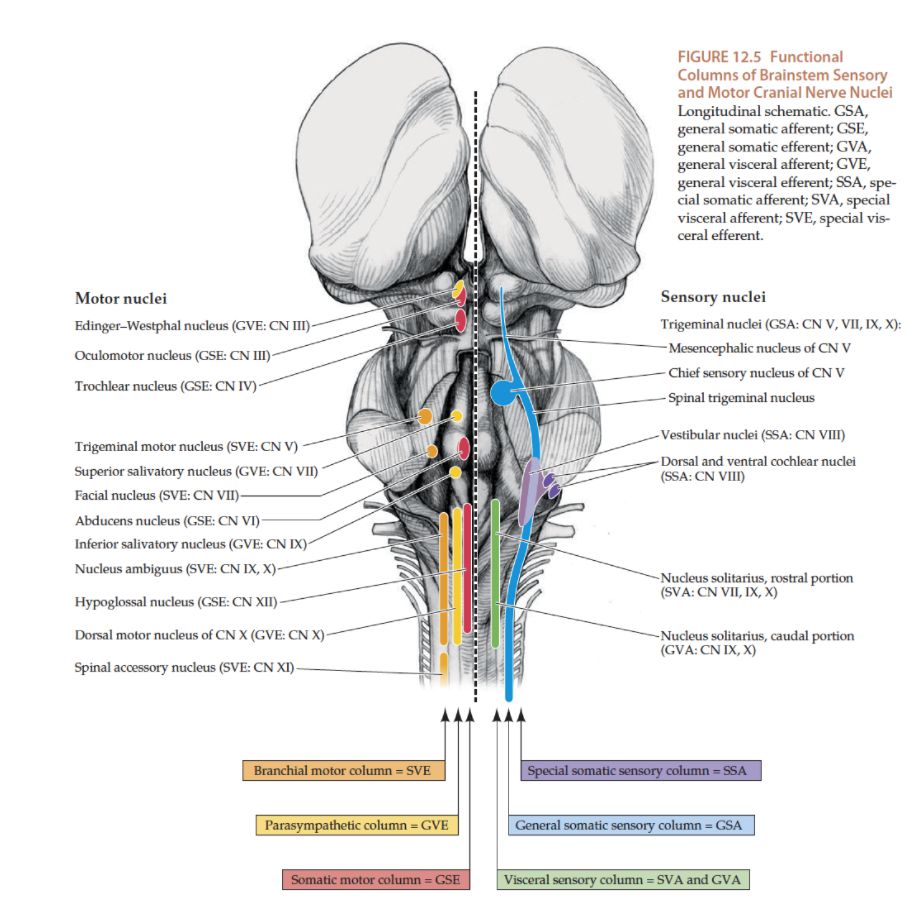 FIGURE 12.5 Functional
Columns of Brainstem Sensory
and Motor Cranial Nerve Nuclei
Longitudinal schematic. GSA,
general somatic afferent; GSE,
general somatic efferent; GVA,
general visceral afferent; GVE,
general visceral efferent; SSA, spe-
cial somatic afferent; SVA, special
visceral afferent; SVE, special vis-
ceral efferent.
Motor nuclei
Edinger–Westphal nucleus (GVE: CN III)
Oculomotor nucleus (GSE: CN III)
Trochlear nucleus (GSE: CN IV)
Trigeminal motor nucleus (SVE: CN V)
Superior salivatory nucleus (GVE: CN VII)
Facial nucleus (SVE: CN VII)
Abducens nucleus (GSE: CN VI)
Inferior salivatory nucleus (GVE: CN IX)
Nucleus ambiguus (SVE: CN IX, X)
Hypoglossal nucleus (GSE: CN XII)
Dorsal motor nucleus of CN X (GVE: CN X)
Spinal accessory nucleus (SVE: CN XI)
Sensory nuclei
Trigeminal nuclei (GSA: CN V, VII, IX, X):
Mesencephalic nucleus of CN V
Chief sensory nucleus of CN V
Spinal trigeminal nucleus
Vestibular nuclei (SSA: CN VIII)
Dorsal and ventral cochlear nuclei
(SSA: CN VIII)
Nucleus solitarius, rostral portion
(SVA: CN VII, IX, X)
Nucleus solitarius, caudal portion
(GVA: CN IX, X)
Branchial motor column = SVE
Special somatic sensory column = SSA
Parasympathetic column = GVE
General somatic sensory column = GSA
Somatic motor column = GSE
Visceral sensory column = SVA and GVA